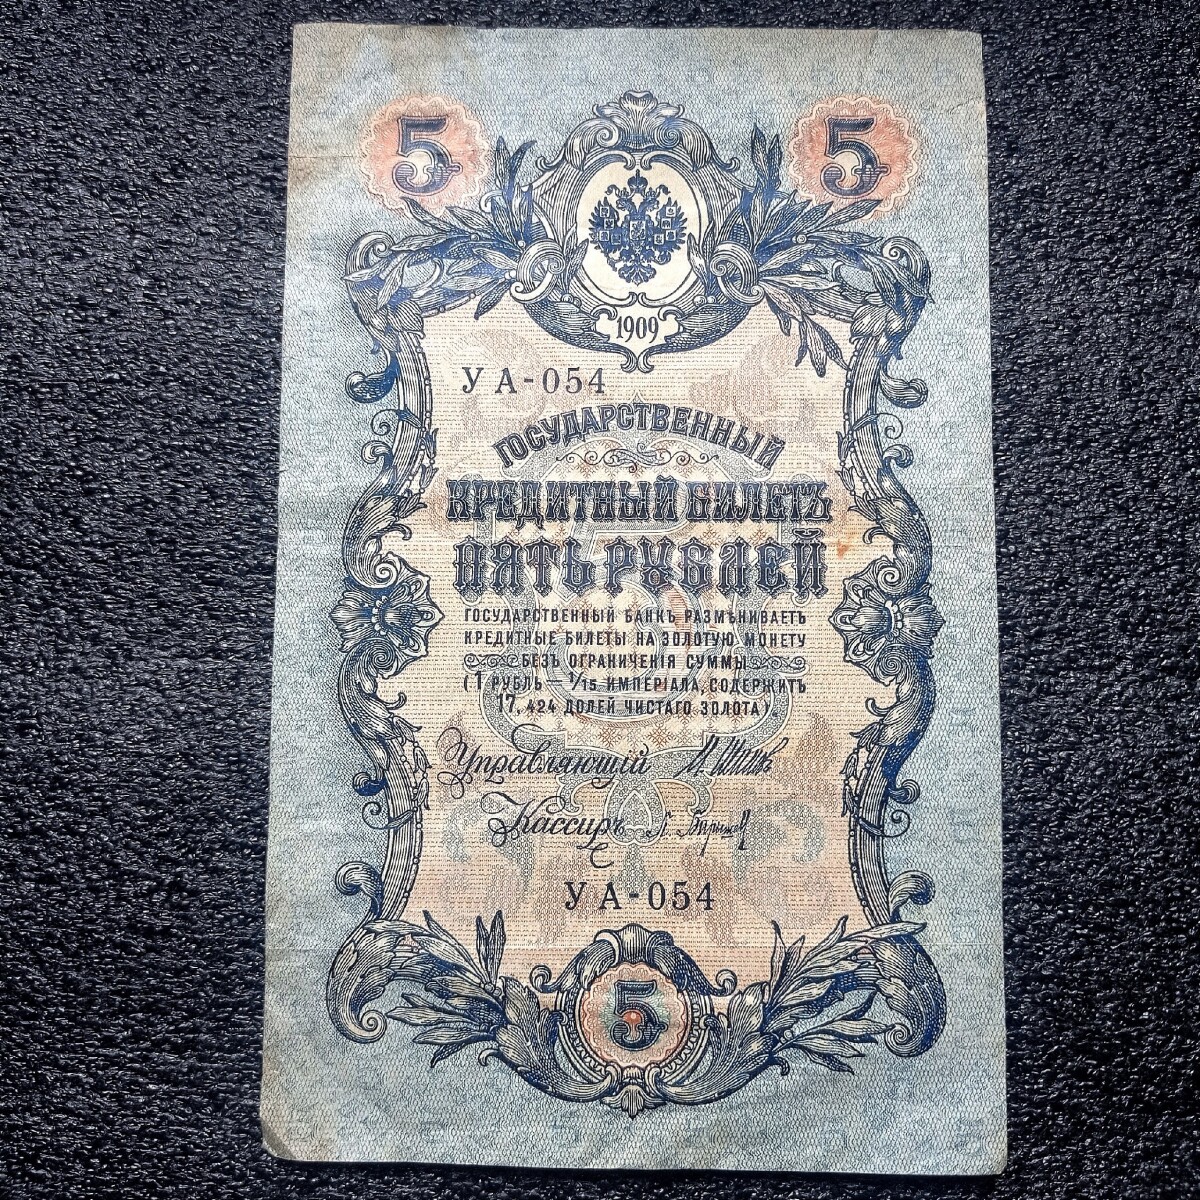 5 5
1909
УА-054
ГОСУДАРСТВЕННЫЙ
КРЕДИТНЫЙ БИЛЕТЪ
ПЯТЬ РУБЛЕЙ
ГОСУДАРСТВЕННЫЙ БАНКЪ РАЗМѢНИВАЕТЪ
КРЕДИТНЫЕ БИЛЕТЫ НА ЗОЛОТУЮ МОНЕТУ
БЕЗЪ ОГРАНИЧЕНІЯ СУММЫ
(1 РУБЛЬ — 1/15 ИМПЕРІАЛА, СОДЕРЖИТЪ
17,424 ДОЛЕЙ ЧИСТАГО ЗОЛОТА).
Управляющій И. Шиповъ
Кассиръ
УА-054
5